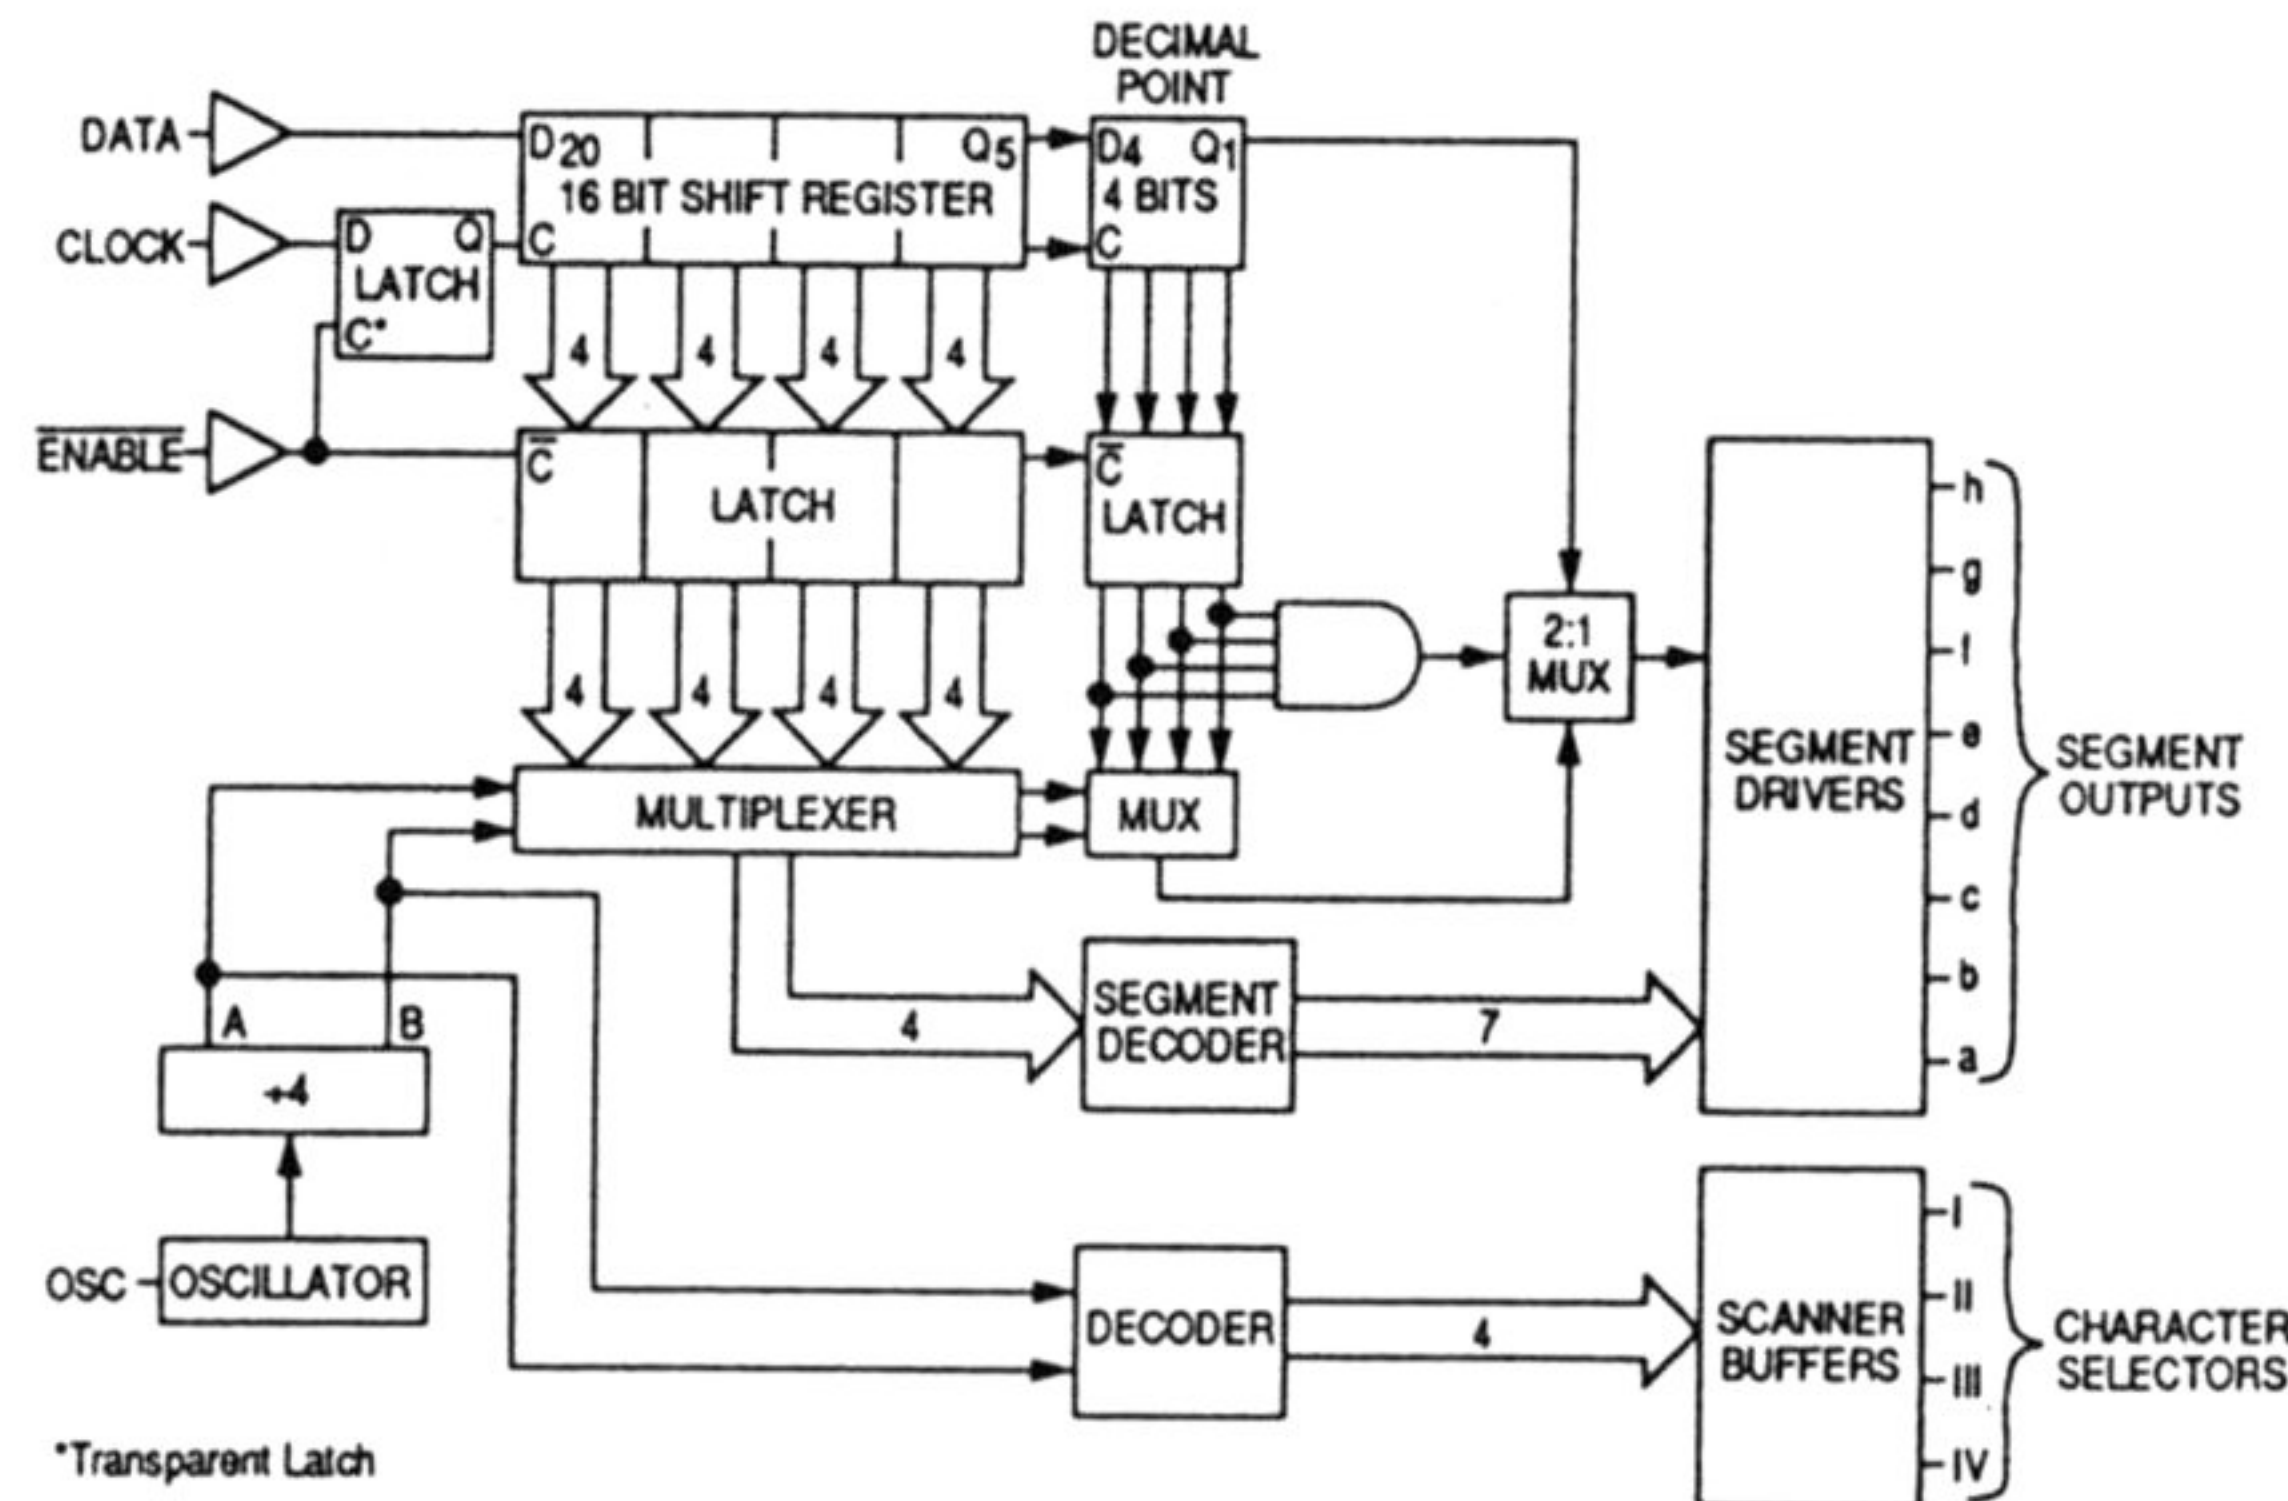 DECIMAL
POINT
DATA
D20
Q5
16 BIT SHIFT REGISTER
C
D4 Q1
4 BITS
C
CLOCK
D Q
LATCH
C*
4 4 4 4
ENABLE
C
LATCH
C
LATCH
4 4 4 4
2:1
MUX
MULTIPLEXER
MUX
SEGMENT
DRIVERS
h
g
f
e
d
c
b
a
SEGMENT
OUTPUTS
A B
÷4
4
SEGMENT
DECODER
7
OSC
OSCILLATOR
DECODER
4
SCANNER
BUFFERS
I
II
III
IV
CHARACTER
SELECTORS
*Transparent Latch